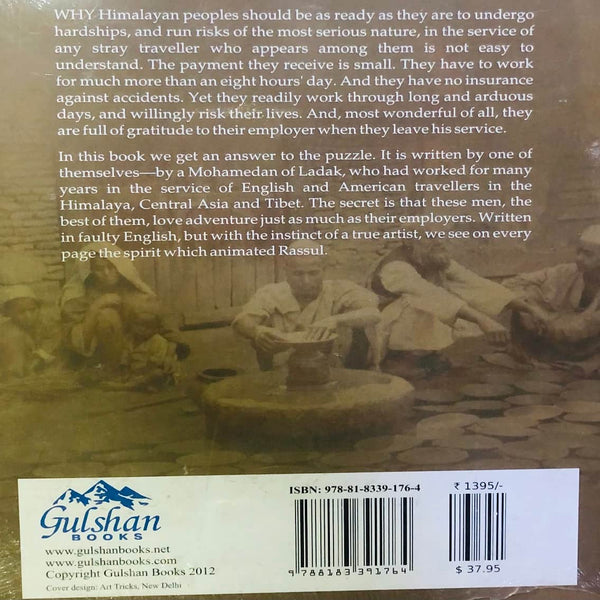 WHY Himalayan peoples should be as ready as they are to undergo
hardships, and run risks of the most serious nature, in the service of
any stray traveller who appears among them is not easy to
understand. The payment they receive is small. They have to work
for much more than an eight hours' day. And they have no insurance
against accidents. Yet they readily work through long and arduous
days, and willingly risk their lives. And, most wonderful of all, they
are full of gratitude to their employer when they leave his service.
In this book we get an answer to the puzzle. It is written by one of
themselves—by a Mohamedan of Ladak, who had worked for many
years in the service of English and American travellers in the
Himalaya, Central Asia and Tibet. The secret is that these men, the
best of them, love adventure just as much as their employers. Written
in faulty English, but with the instinct of a true artist, we see on every
page the spirit which animated Rassul.
Gulshan
BOOKS
www.gulshanbooks.net
www.gulshanbooks.com
Copyright Gulshan Books 2012
Cover design: Art Tricks, New Delhi
ISBN: 978-81-8339-176-4
9 788183 391764
₹ 1395/-
$ 37.95